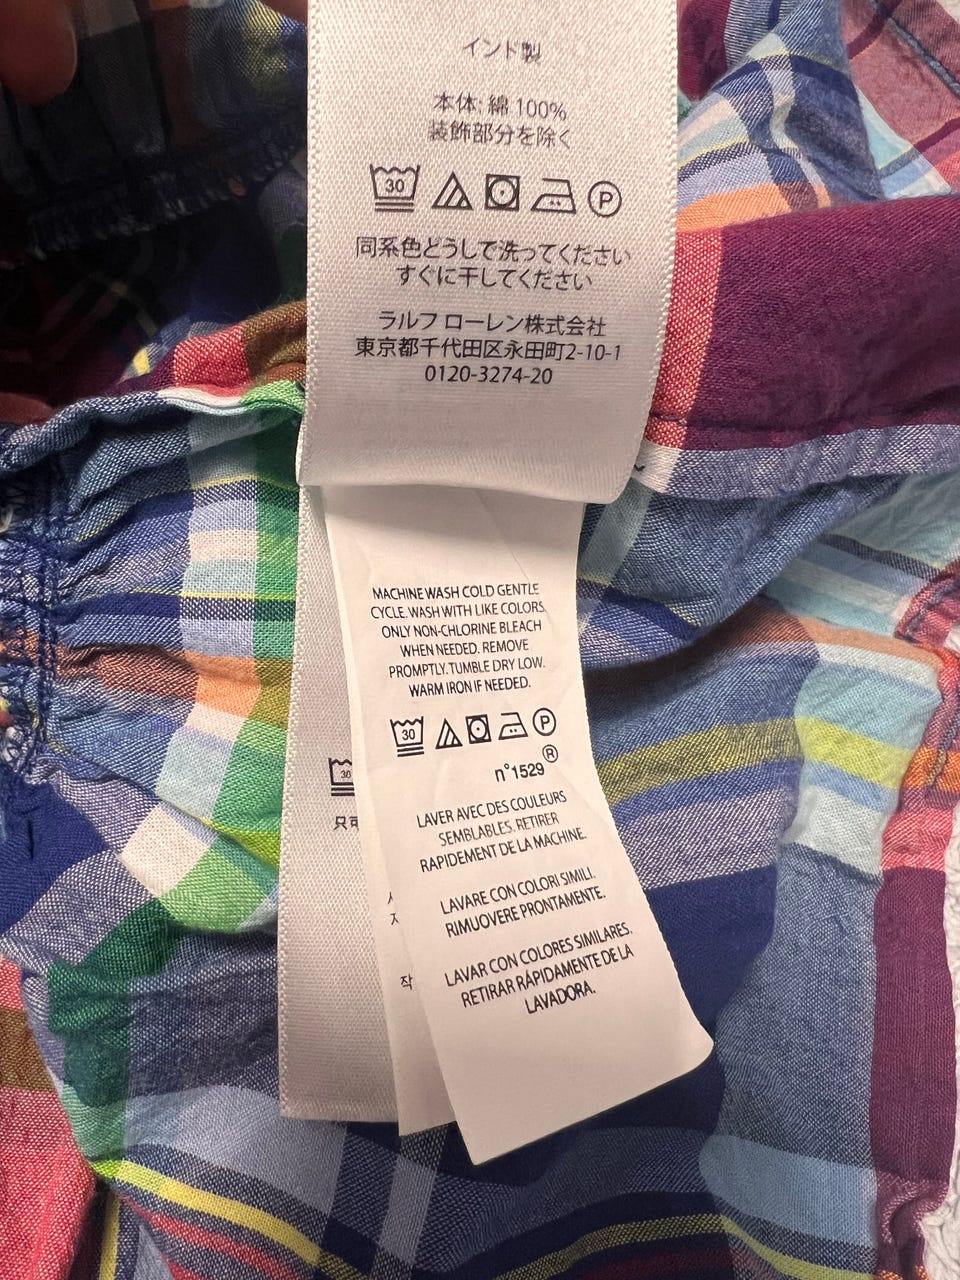 インド製
本体: 綿 100%
装飾部分を除く
30
P
同系色どうしで洗ってください
すぐに干してください
ラルフ ローレン株式会社
東京都千代田区永田町2-10-1
0120-3274-20
MACHINE WASH COLD GENTLE
CYCLE. WASH WITH LIKE COLORS.
ONLY NON-CHLORINE BLEACH
WHEN NEEDED. REMOVE
PROMPTLY. TUMBLE DRY LOW.
WARM IRON IF NEEDED.
30
P
n°1529®
LAVER AVEC DES COULEURS
SEMBLABLES. RETIRER
RAPIDEMENT DE LA MACHINE.
LAVARE CON COLORI SIMILI.
RIMUOVERE PRONTAMENTE.
LAVAR CON COLORES SIMILARES.
RETIRAR RÁPIDAMENTE DE LA
LAVADORA.
30
只可
작